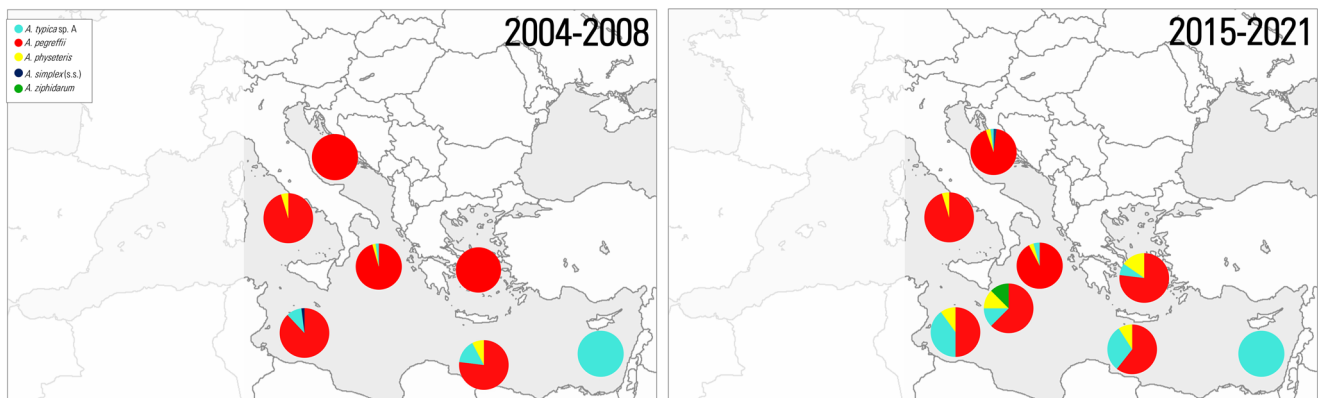 2004-2008
A. typica sp. A
A. pegreffii
A. physeteris
A. simplex (s.s.)
A. ziphidarum
2015-2021